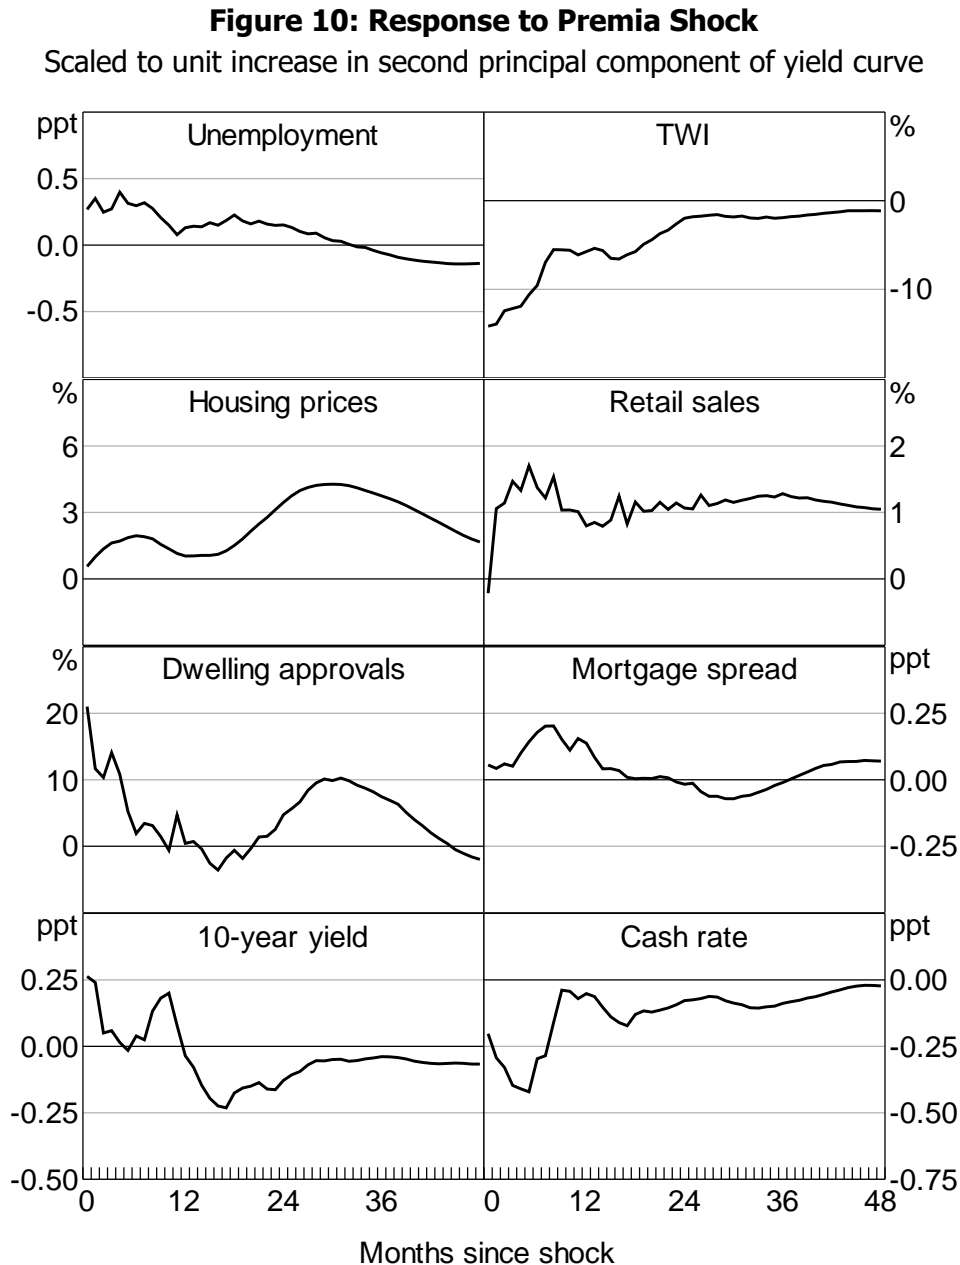 Figure 10: Response to Premia Shock
Scaled to unit increase in second principal component of yield curve
ppt
Unemployment
TWI
%
0.5
0
0.0
-10
-0.5
%
Housing prices
Retail sales
%
6
2
3
1
0
0
%
Dwelling approvals
Mortgage spread
ppt
20
0.25
10
0.00
0
-0.25
ppt
10-year yield
Cash rate
ppt
0.25
0.00
0.00
-0.25
-0.25
-0.50
-0.50
-0.75
0 12 24 36 0 12 24 36 48
Months since shock